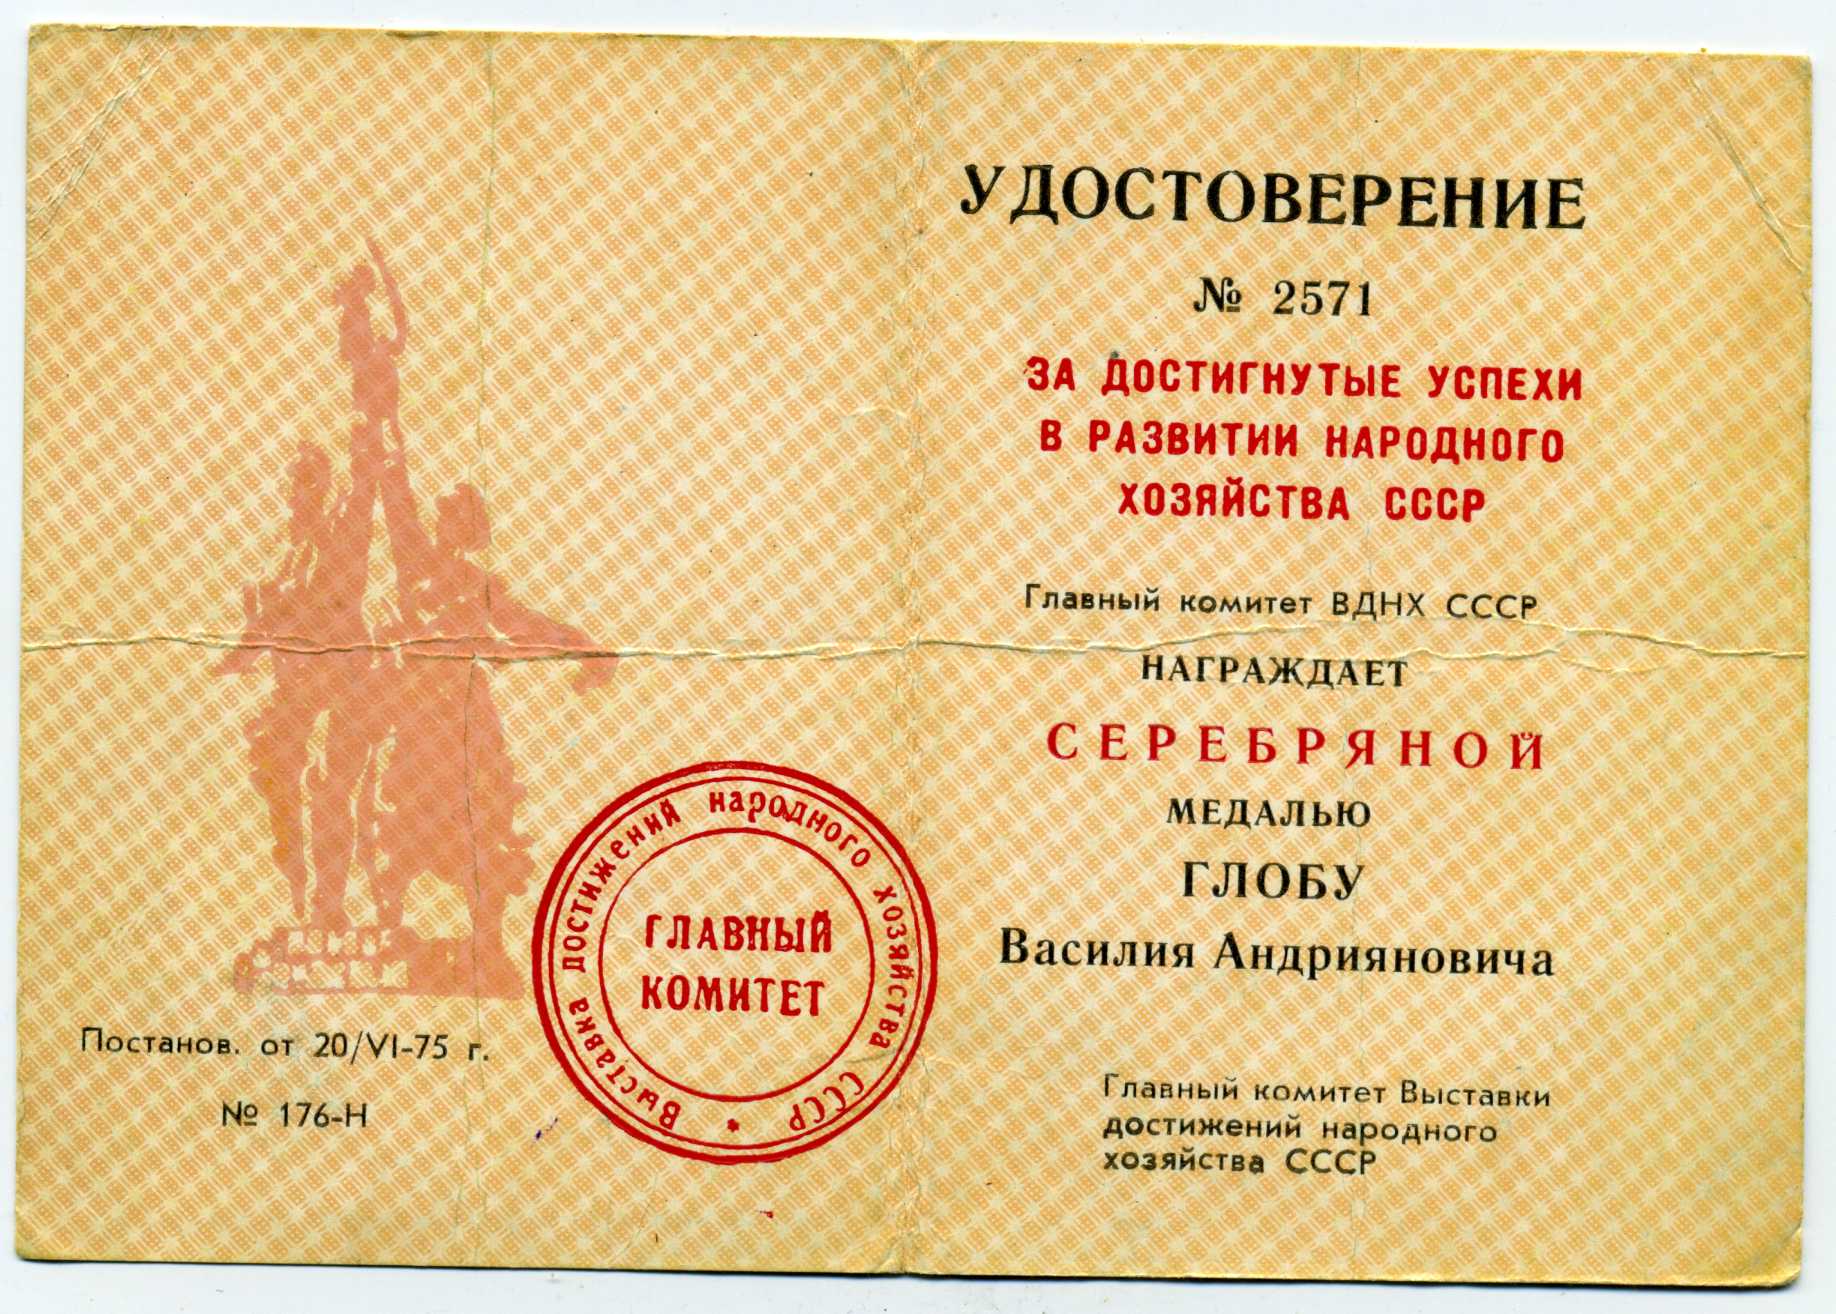 Постанов. от 20/VI-75 г.
№ 176-Н
Выставка достижений народного хозяйства СССР *
ГЛАВНЫЙ
КОМИТЕТ
УДОСТОВЕРЕНИЕ
№ 2571
ЗА ДОСТИГНУТЫЕ УСПЕХИ
В РАЗВИТИИ НАРОДНОГО
ХОЗЯЙСТВА СССР
Главный комитет ВДНХ СССР
НАГРАЖДАЕТ
СЕРЕБРЯНОЙ
МЕДАЛЬЮ
ГЛОБУ
Василия Андрияновича
Главный комитет Выставки
достижений народного
хозяйства СССР